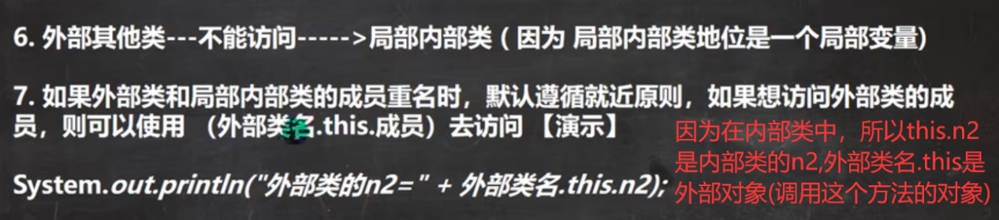 6. 外部其他类---不能访问----->局部内部类 ( 因为 局部内部类地位是一个局部变量)
7. 如果外部类和局部内部类的成员重名时，默认遵循就近原则，如果想访问外部类的成
员，则可以使用 （外部类名.this.成员）去访问 【演示】
System.out.println("外部类的n2=" + 外部类名.this.n2);
因为在内部类中，所以this.n2
是内部类的n2,外部类名.this是
外部对象(调用这个方法的对象)